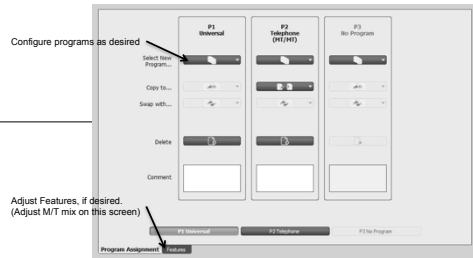 P1
Universal
P2
Telephone
(MT/MT)
P3
No Program
Configure programs as desired
Select New
Program...
Copy to...
Swap with...
Delete
Comment
Adjust Features, if desired.
(Adjust M/T mix on this screen)
P1 Universal
P2 Telephone
P3 No Program
Program Assignment
Features